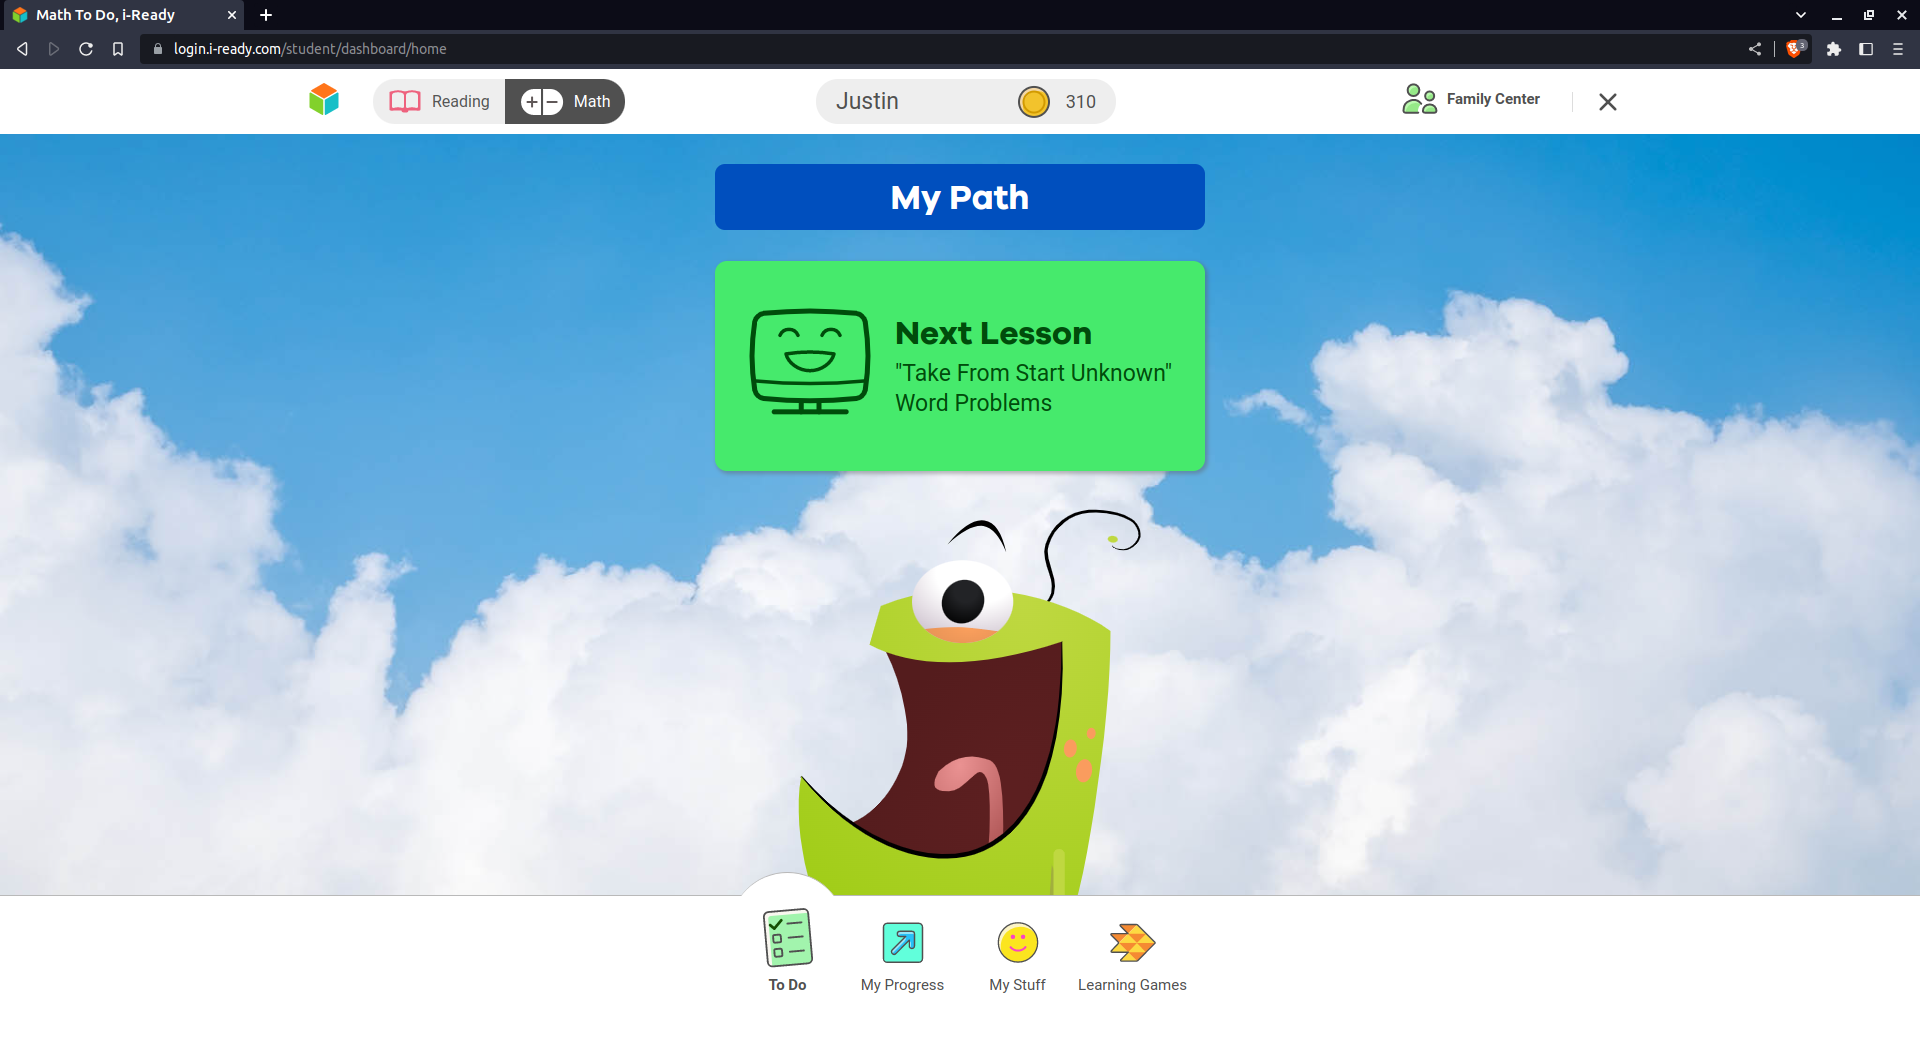 Math To Do, i-Ready
login.i-ready.com/student/dashboard/home
3
Reading
Math
Justin
310
Family Center
My Path
Next Lesson
"Take From Start Unknown"
Word Problems
To Do
My Progress
My Stuff
Learning Games